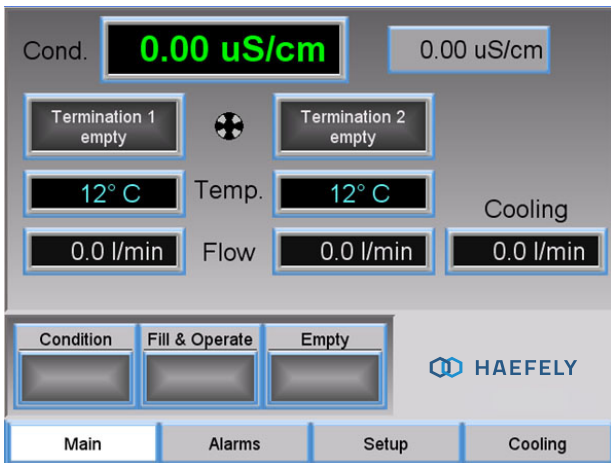 Cond. 0.00 uS/cm 0.00 uS/cm
Termination 1 Termination 2
empty empty
12° C Temp. 12° C
Cooling
0.0 l/min Flow 0.0 l/min 0.0 l/min
Condition Fill & Operate Empty
HAEFELY
Main Alarms Setup Cooling